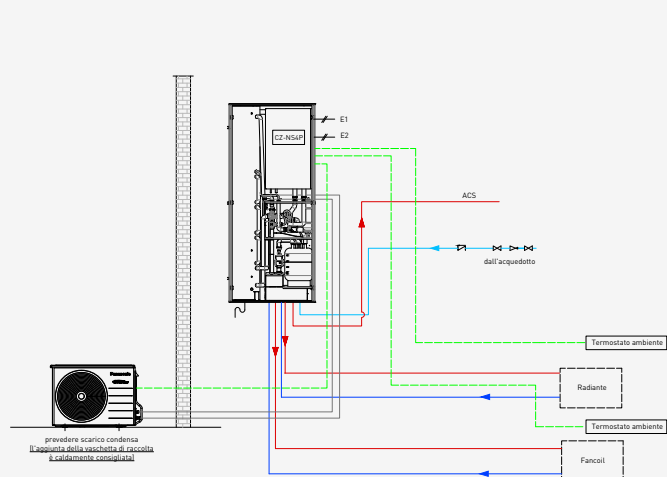 E1
CZ-NS4P
E2
ACS
dall'acquedotto
Termostato ambiente
Panasonic
Radiante
Termostato ambiente
prevedere scarico condensa
(l'aggiunta della vaschetta di raccolta
è caldamente consigliata)
Fancoil